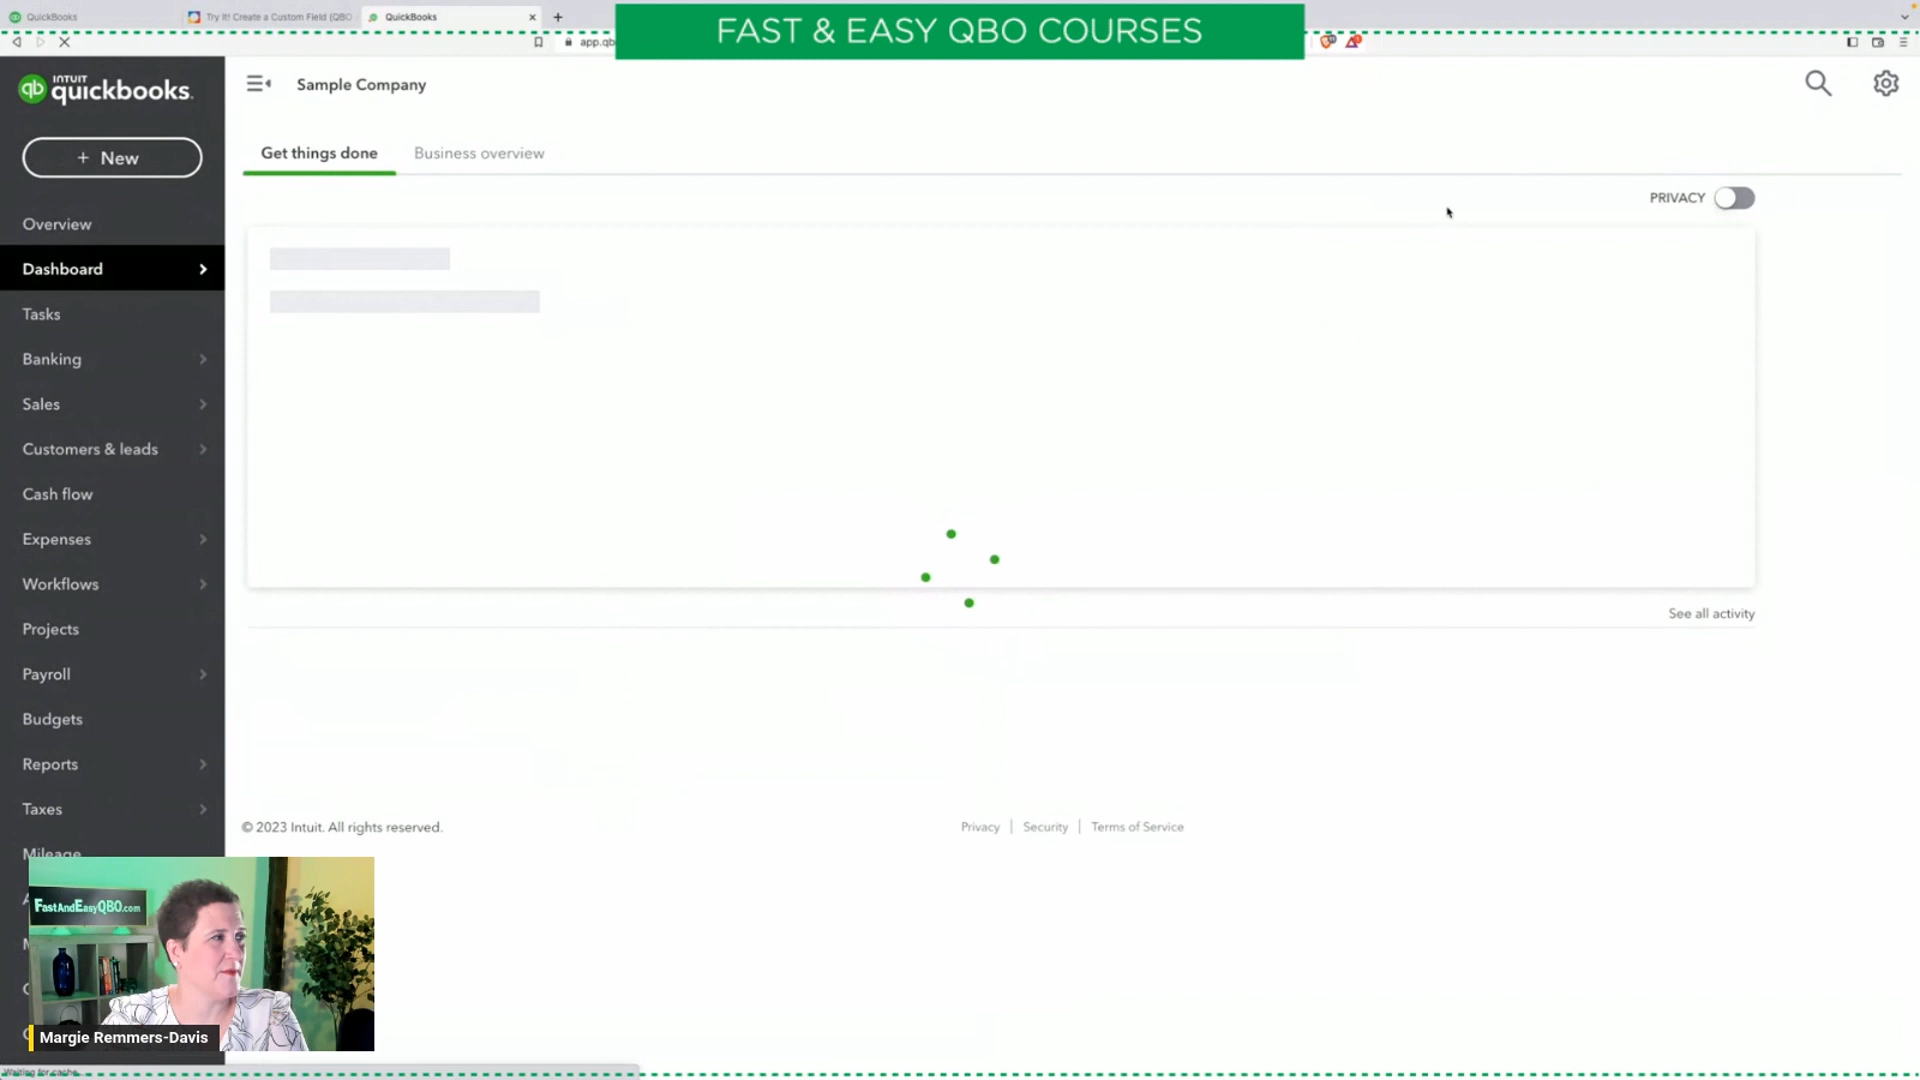 QuickBooks
Try It! Create a Custom Field (QBO
QuickBooks
FAST & EASY QBO COURSES
app.qb
INTUIT
quickbooks.
Sample Company
+ New
Get things done
Business overview
PRIVACY
Overview
Dashboard
Tasks
Banking
Sales
Customers & leads
Cash flow
Expenses
Workflows
Projects
Payroll
Budgets
Reports
Taxes
Mileage
See all activity
© 2023 Intuit. All rights reserved.
Privacy | Security | Terms of Service
FastAndEasyQBO.com
Margie Remmers-Davis
Waiting for cache...